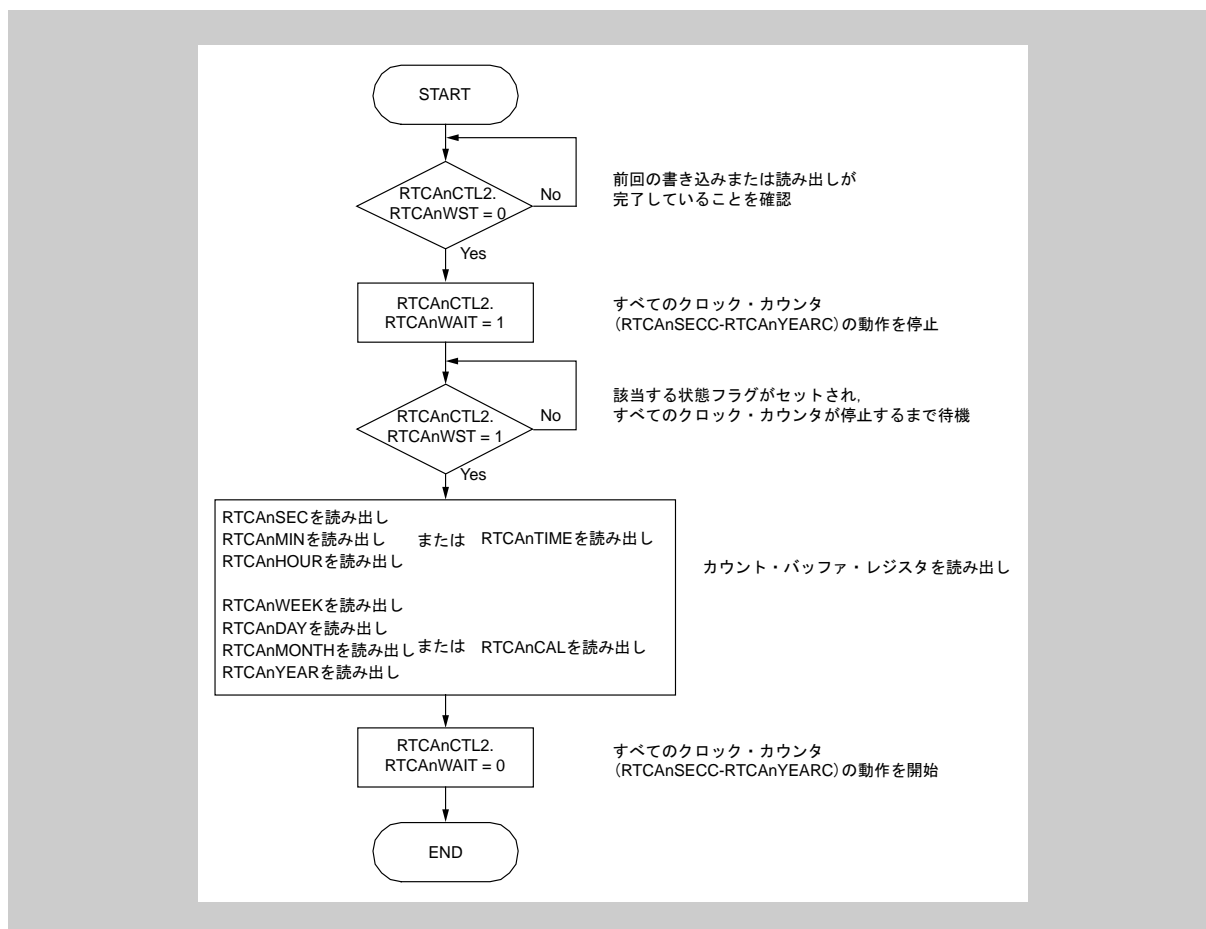 START
RTCAnCTL2.
RTCAnWST = 0
No
前回の書き込みまたは読み出しが
完了していることを確認
Yes
RTCAnCTL2.
RTCAnWAIT = 1
すべてのクロック・カウンタ
(RTCAnSECC-RTCAnYEARC)の動作を停止
RTCAnCTL2.
RTCAnWST = 1
No
該当する状態フラグがセットされ,
すべてのクロック・カウンタが停止するまで待機
Yes
RTCAnSECを読み出し
RTCAnMINを読み出し または RTCAnTIMEを読み出し
RTCAnHOURを読み出し
カウント・バッファ・レジスタを読み出し
RTCAnWEEKを読み出し
RTCAnDAYを読み出し
RTCAnMONTHを読み出し または RTCAnCALを読み出し
RTCAnYEARを読み出し
RTCAnCTL2.
RTCAnWAIT = 0
すべてのクロック・カウンタ
(RTCAnSECC-RTCAnYEARC)の動作を開始
END